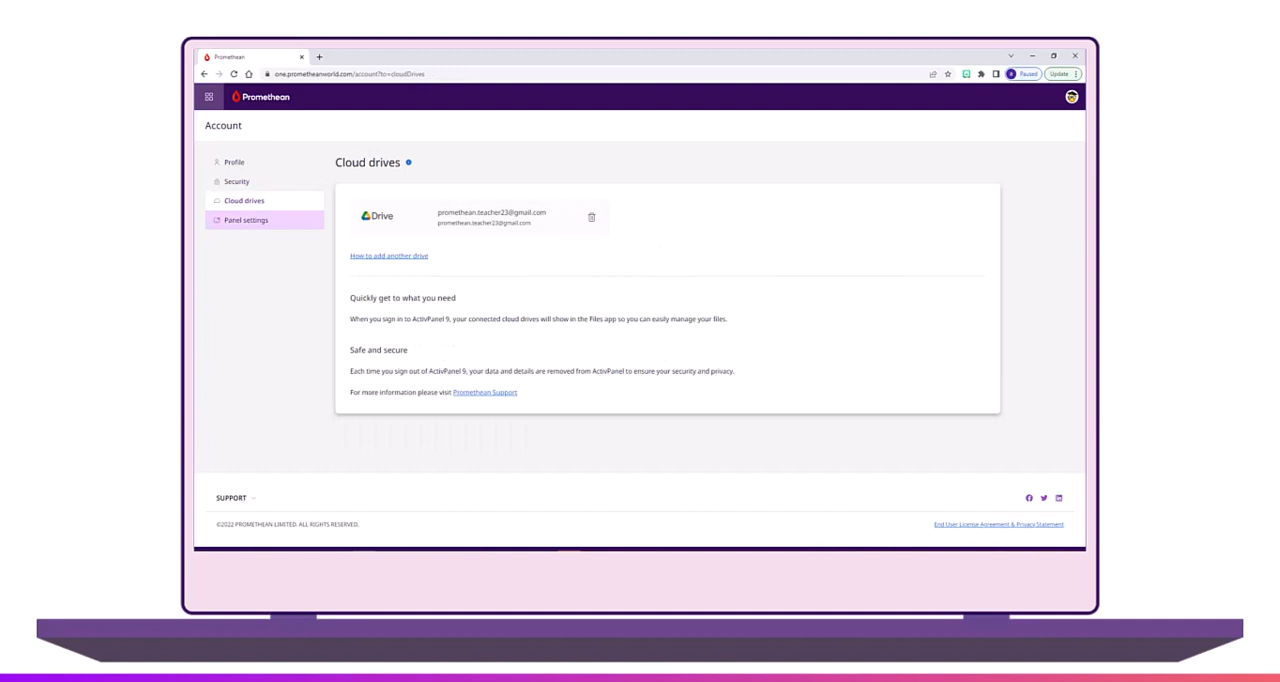 Promethean
one.prometheanworld.com/account?to=cloudDrives
Paused
Update
Promethean
Account
Profile
Security
Cloud drives
Panel settings
Cloud drives
Drive
promethean.teacher23@gmail.com
promethean.teacher23@gmail.com
How to add another drive
Quickly get to what you need
When you sign in to ActivPanel 9, your connected cloud drives will show in the Files app so you can easily manage your files.
Safe and secure
Each time you sign out of ActivPanel 9, your data and details are removed from ActivPanel to ensure your security and privacy.
For more information please visit Promethean Support
SUPPORT
©2022 PROMETHEAN LIMITED. ALL RIGHTS RESERVED.
End User License Agreement & Privacy Statement